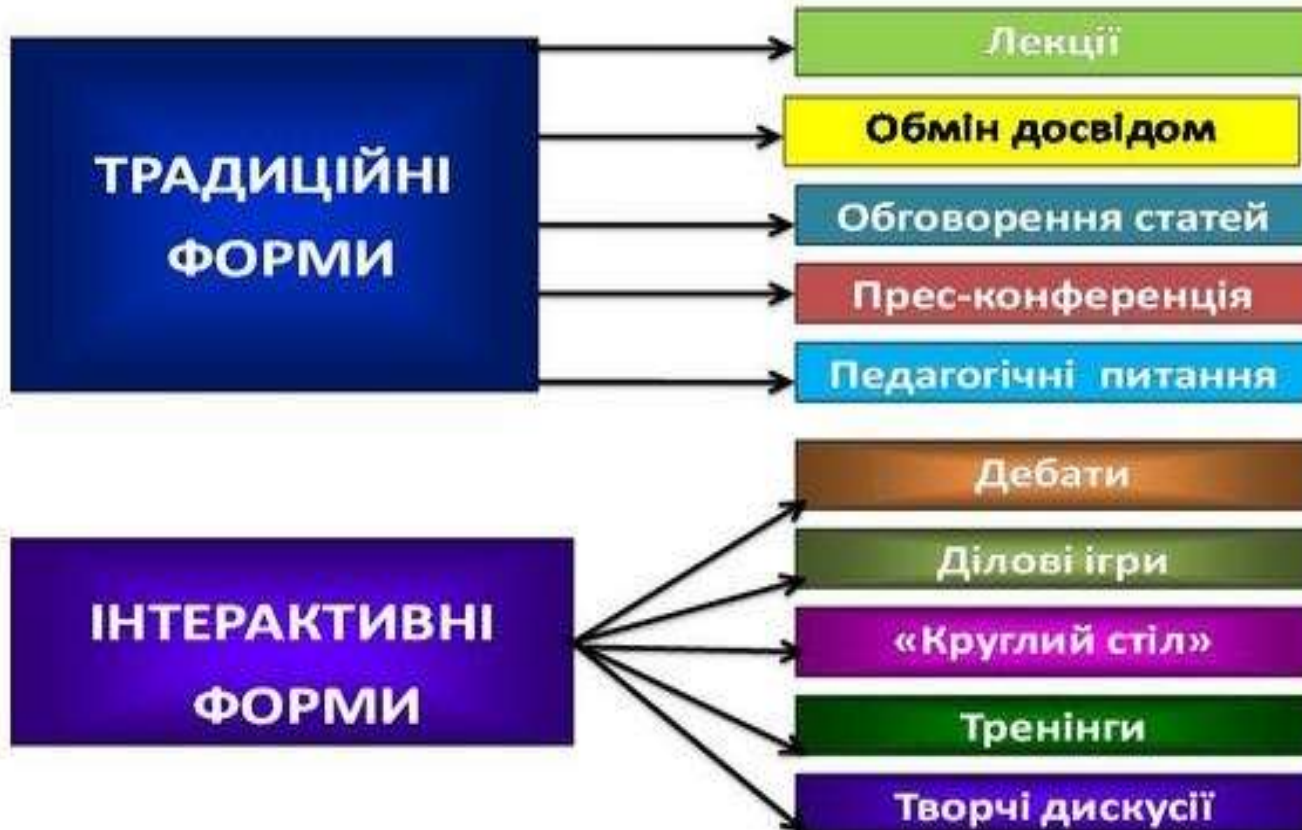 ТРАДИЦІЙНІ
ФОРМИ
Лекції
Обмін досвідом
Обговорення статей
Прес-конференція
Педагогічні питання
ІНТЕРАКТИВНІ
ФОРМИ
Дебати
Ділові ігри
«Круглий стіл»
Тренінги
Творчі дискусії